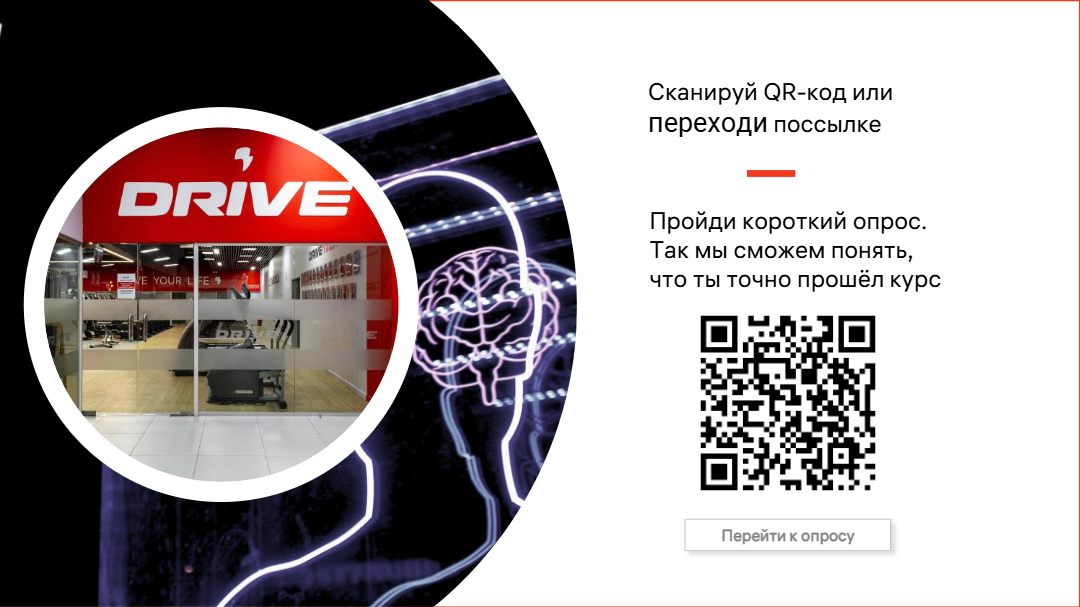 DRIVE
VE YOUR LIFE
DRIVE
Сканируй QR-код или
переходи поссылке
Пройди короткий опрос.
Так мы сможем понять,
что ты точно прошёл курс
Перейти к опросу